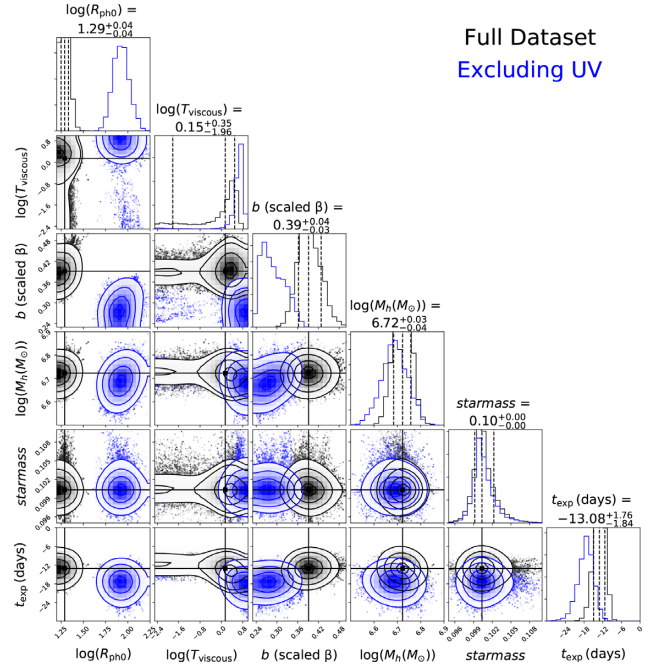 log(R_ph0) =
1.29^{+0.04}_{-0.04}
Full Dataset
Excluding UV
log(T_viscous) =
0.15^{+0.35}_{-1.96}
log(T_viscous)
0.8
0.0
−0.8
−1.6
−2.4
b (scaled β) =
0.39^{+0.04}_{-0.03}
b (scaled β)
0.48
0.42
0.36
0.30
0.24
log(M_h(M_⊙)) =
6.72^{+0.03}_{-0.04}
log(M_h(M_⊙))
6.9
6.8
6.7
6.6
starmass =
0.10^{+0.00}_{-0.00}
starmass
0.108
0.105
0.102
0.099
0.096
t_exp (days) =
−13.08^{+1.76}_{-1.84}
t_exp (days)
0
−6
−12
−18
−24
1.25 1.50 1.75 2.00 2.25
−2.4 −1.6 −0.8 0.0 0.8
0.24 0.30 0.36 0.42 0.48
6.6 6.7 6.8 6.9
0.096 0.099 0.102 0.105 0.108
−24 −18 −12 −6 0
log(R_ph0) log(T_viscous) b (scaled β) log(M_h(M_⊙)) starmass t_exp (days)